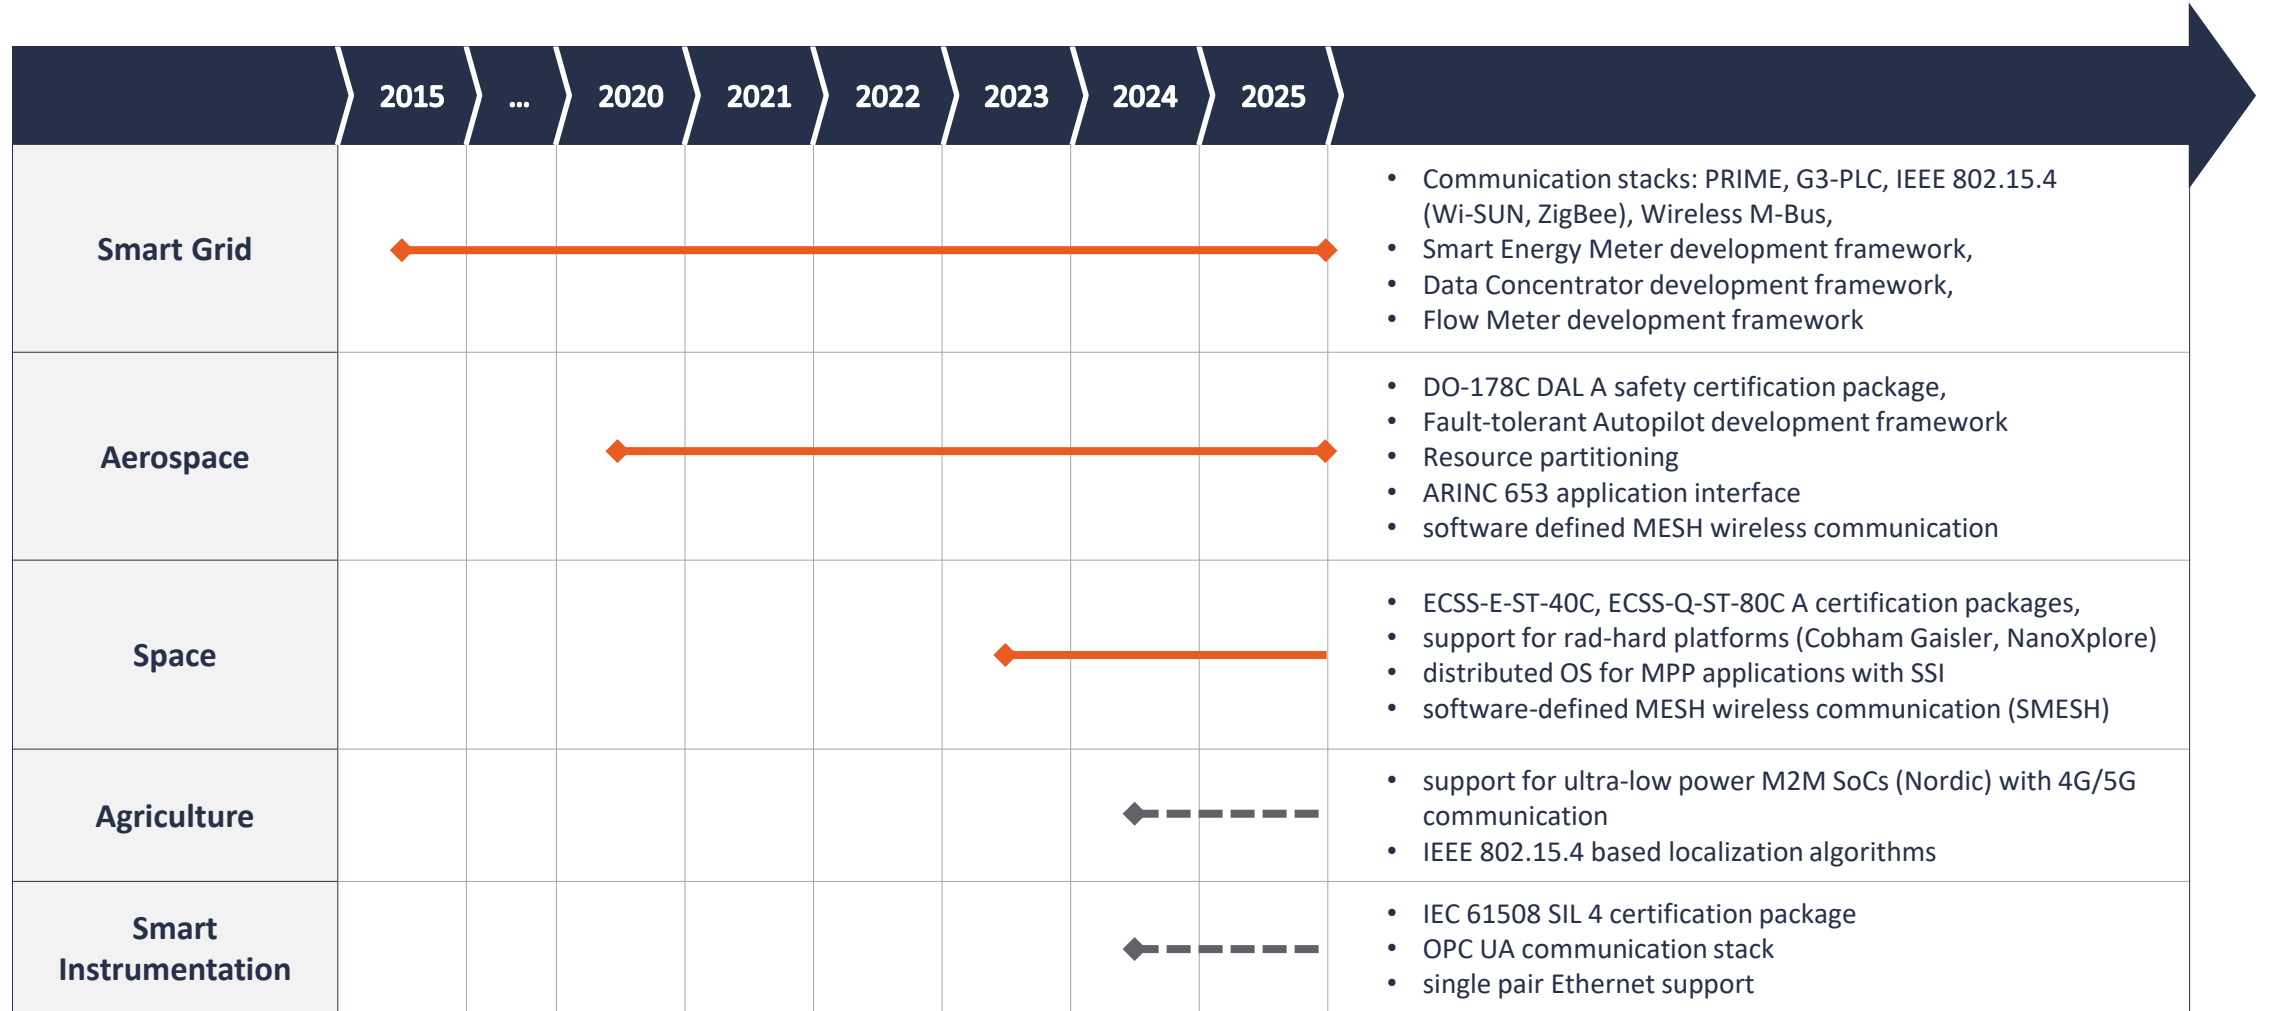 2015 ... 2020 2021 2022 2023 2024 2025
Smart Grid
• Communication stacks: PRIME, G3-PLC, IEEE 802.15.4
(Wi-SUN, ZigBee), Wireless M-Bus,
• Smart Energy Meter development framework,
• Data Concentrator development framework,
• Flow Meter development framework
Aerospace
• DO-178C DAL A safety certification package,
• Fault-tolerant Autopilot development framework
• Resource partitioning
• ARINC 653 application interface
• software defined MESH wireless communication
Space
• ECSS-E-ST-40C, ECSS-Q-ST-80C A certification packages,
• support for rad-hard platforms (Cobham Gaisler, NanoXplore)
• distributed OS for MPP applications with SSI
• software-defined MESH wireless communication (SMESH)
Agriculture
• support for ultra-low power M2M SoCs (Nordic) with 4G/5G
communication
• IEEE 802.15.4 based localization algorithms
Smart
Instrumentation
• IEC 61508 SIL 4 certification package
• OPC UA communication stack
• single pair Ethernet support